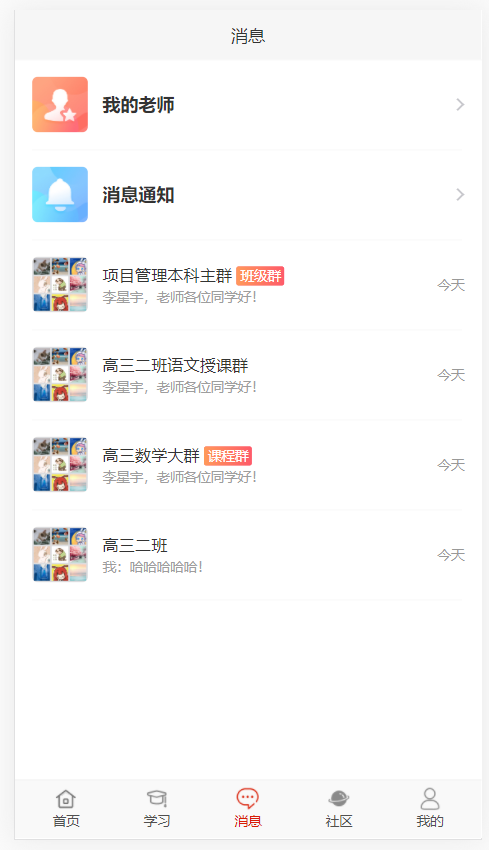 消息
我的老师
消息通知
项目管理本科主群 班级群
今天
李星宇，老师各位同学好！
高三二班语文授课群
今天
李星宇，老师各位同学好！
高三数学大群 课程群
今天
李星宇，老师各位同学好！
高三二班
今天
我：哈哈哈哈哈！
首页 学习 消息 社区 我的